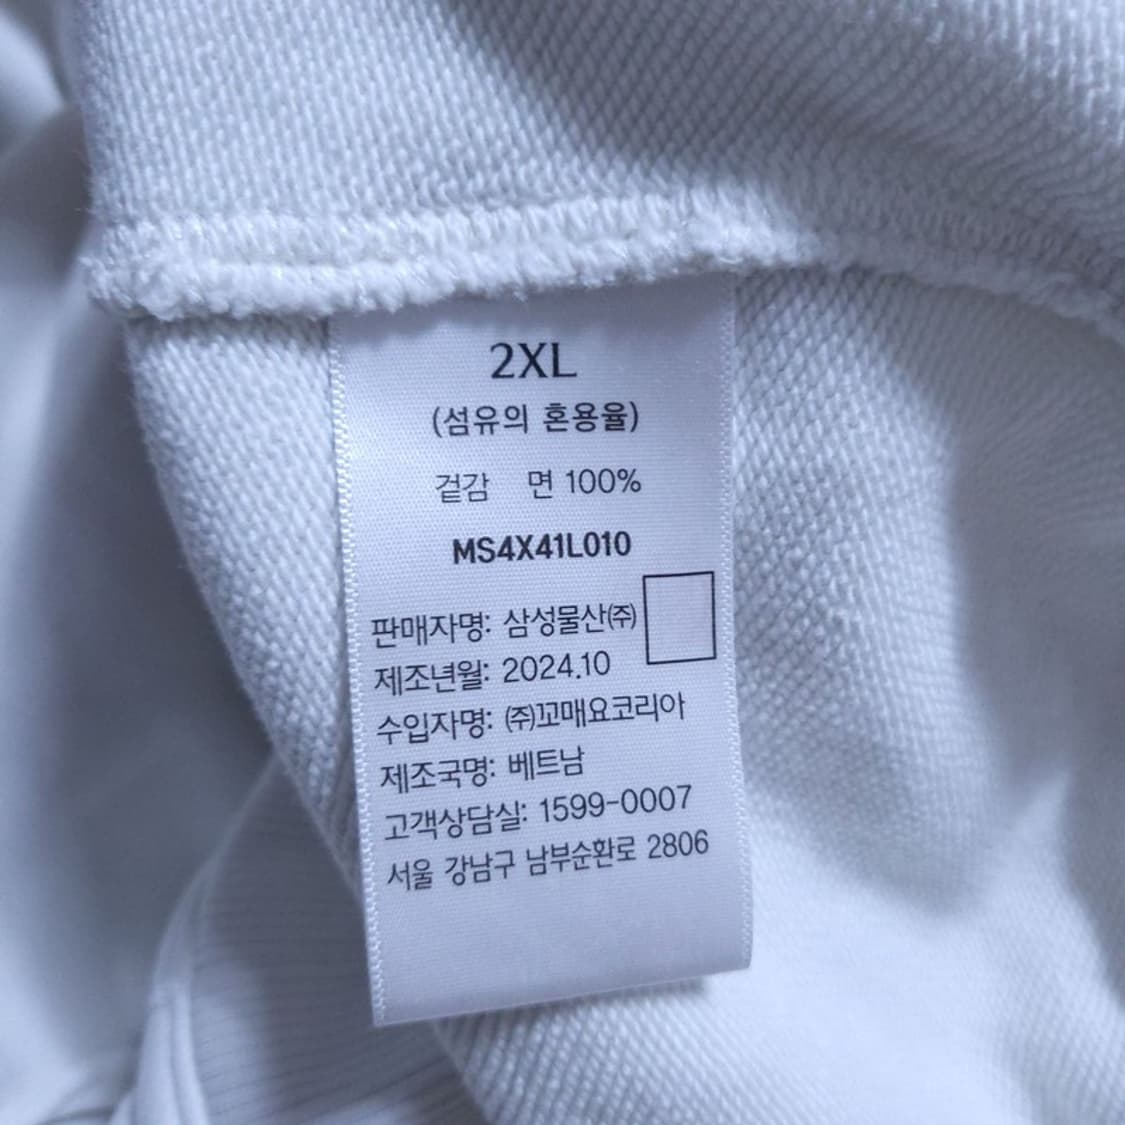 2XL
(섬유의 혼용율)
겉감 면 100%
MS4X41L010
판매자명: 삼성물산㈜
제조년월: 2024.10
수입자명: ㈜꼬매요코리아
제조국명: 베트남
고객상담실: 1599-0007
서울 강남구 남부순환로 2806